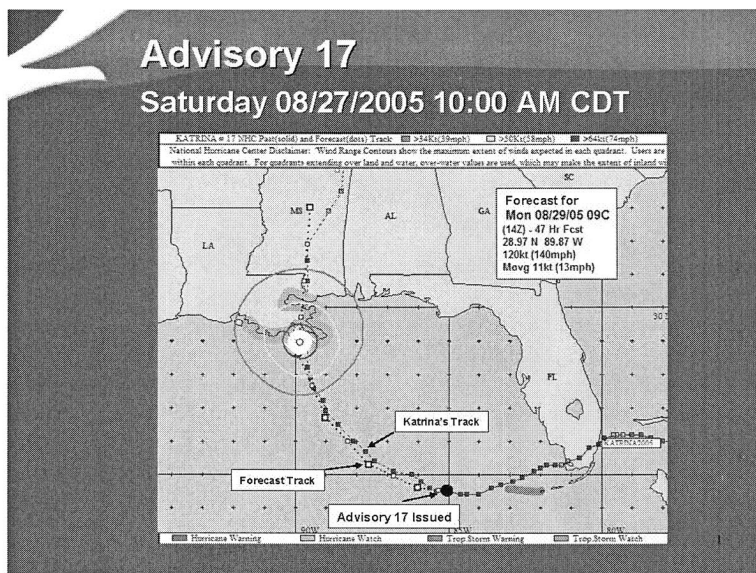 Advisory 17
Saturday 08/27/2005 10:00 AM CDT
KATRINA # 17 NHC Past(solid) and Forecast(dots) Track >34Kts(39mph) >50Kts(58mph) >64kt(74mph)
National Hurricane Center Disclaimer: "Wind Range Contours show the maximum extent of winds expected in each quadrant. Users are
within each quadrant. For quadrants extending over land and water, over-water values are used, which may make the extent of inland wi
SC
MS
AL
GA
LA
Forecast for
Mon 08/29/05 09C
(14Z) - 47 Hr Fcst
28.97 N 89.87 W
120kt (140mph)
Movg 11kt (13mph)
30
FL
Katrina's Track
KATRINA2005
Forecast Track
Advisory 17 Issued
90W
85W
80W
Hurricane Warning Hurricane Watch Trop.Storm Warning Trop.Storm Watch